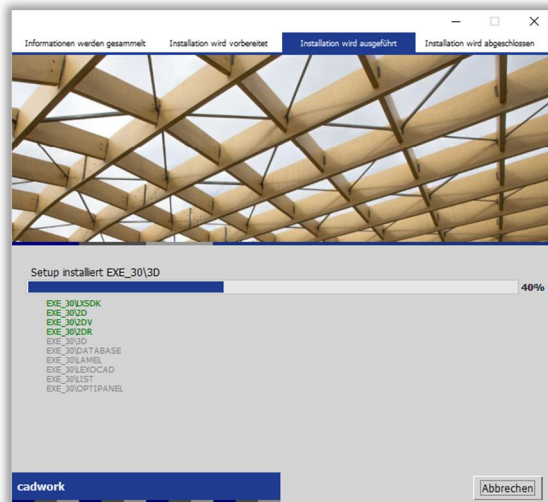 Informationen werden gesammelt Installation wird vorbereitet Installation wird ausgeführt Installation wird abgeschlossen
Setup installiert EXE_30\3D
40%
EXE_30\LXSDK
EXE_30\2D
EXE_30\2DV
EXE_30\2DR
EXE_30\3D
EXE_30\DATABASE
EXE_30\LAMEL
EXE_30\LEXOCAD
EXE_30\LIST
EXE_30\OPTIPANEL
cadwork
Abbrechen